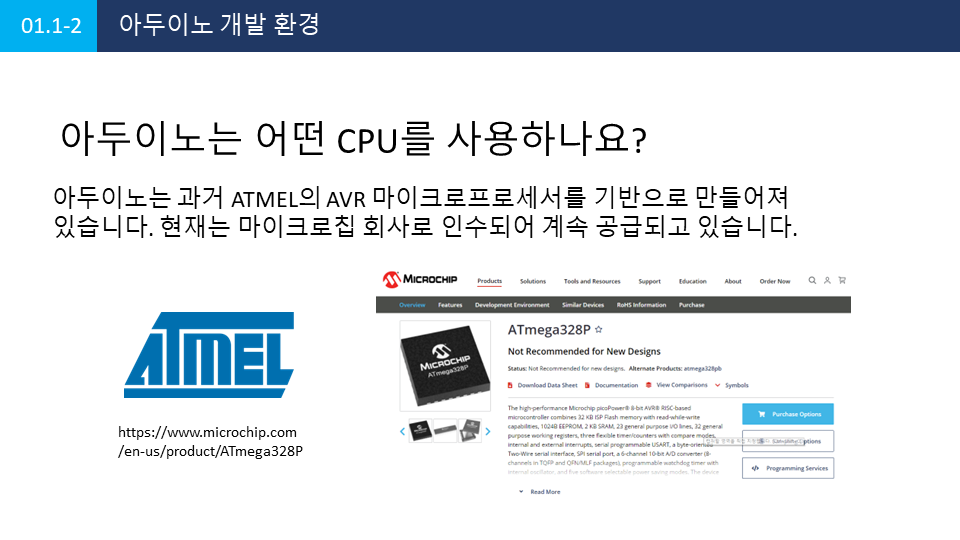 01.1-2
아두이노 개발 환경
아두이노는 어떤 CPU를 사용하나요?
아두이노는 과거 ATMEL의 AVR 마이크로프로세서를 기반으로 만들어져
있습니다. 현재는 마이크로칩 회사로 인수되어 계속 공급되고 있습니다.
ATMEL
https://www.microchip.com
/en-us/product/ATmega328P
MICROCHIP
Products Solutions Tools and Resources Support Education About Order Now
Overview Features Development Environment Similar Devices RoHS Information Purchase
MICROCHIP
ATmega328P
ATmega328P
Not Recommended for New Designs
Status: Not Recommended for new designs. Alternate Products: atmega328pb
Download Data Sheet Documentation View Comparisons Symbols
The high-performance Microchip picoPower® 8-bit AVR® RISC-based
microcontroller combines 32 KB ISP Flash memory with read-while-write
capabilities, 1024B EEPROM, 2 KB SRAM, 23 general purpose I/O lines, 32 general
purpose working registers, three flexible timer/counters with compare modes,
internal and external interrupts, serial programmable USART, a byte-oriented
Two-Wire serial interface, SPI serial port, a 6-channel 10-bit A/D converter (8-
channels in TQFP and QFN/MLF packages), programmable watchdog timer with
internal oscillator, and five software selectable power saving modes. The device
Read More
Purchase Options
Options
Programming Services